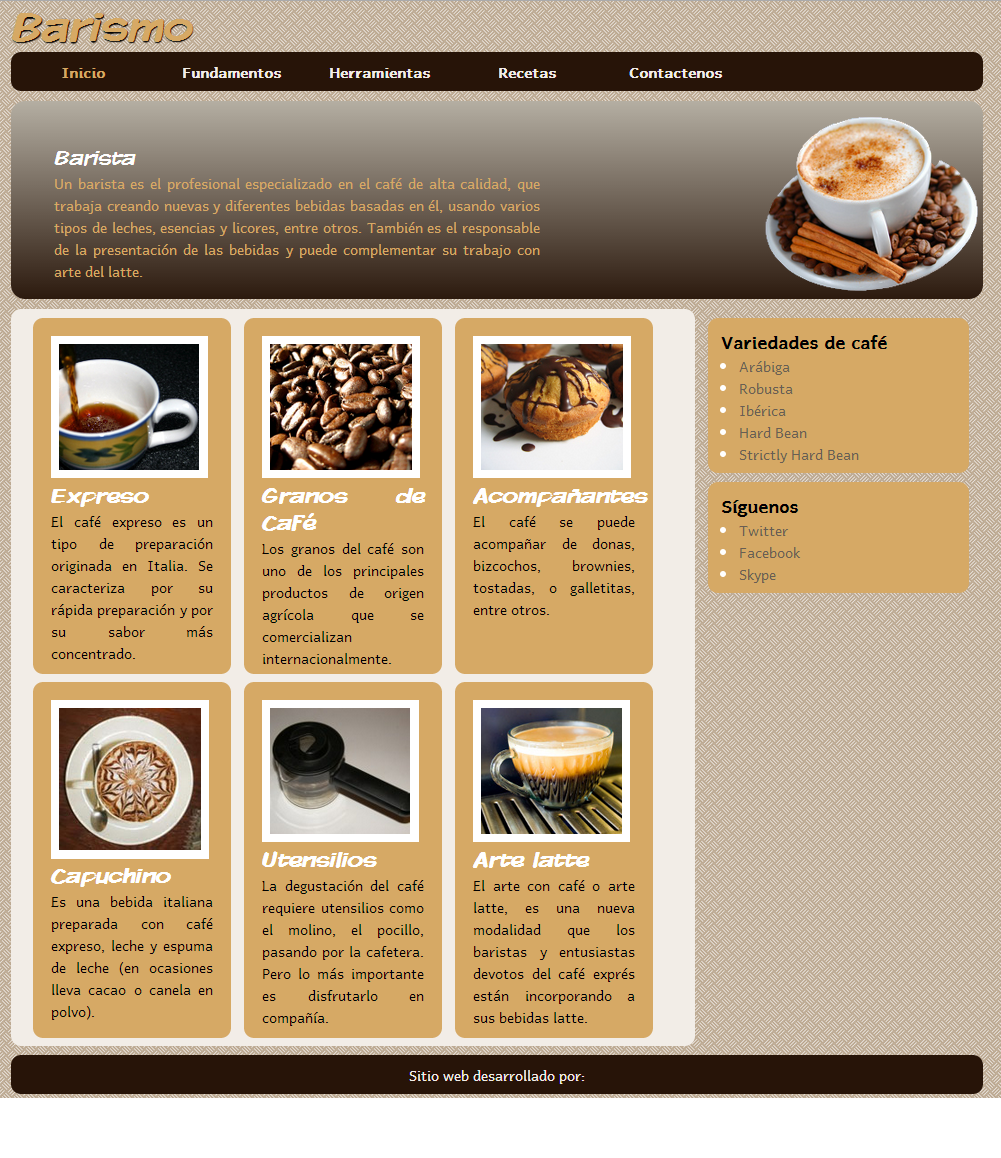 Barismo
Inicio Fundamentos Herramientas Recetas Contactenos
Barista
Un barista es el profesional especializado en el café de alta calidad, que
trabaja creando nuevas y diferentes bebidas basadas en él, usando varios
tipos de leches, esencias y licores, entre otros. También es el responsable
de la presentación de las bebidas y puede complementar su trabajo con
arte del latte.
Expreso
El café expreso es un
tipo de preparación
originada en Italia. Se
caracteriza por su
rápida preparación y por
su sabor más
concentrado.
Granos de
Café
Los granos del café son
uno de los principales
productos de origen
agrícola que se
comercializan
internacionalmente.
Acompañantes
El café se puede
acompañar de donas,
bizcochos, brownies,
tostadas, o galletitas,
entre otros.
Capuchino
Es una bebida italiana
preparada con café
expreso, leche y espuma
de leche (en ocasiones
lleva cacao o canela en
polvo).
Utensilios
La degustación del café
requiere utensilios como
el molino, el pocillo,
pasando por la cafetera.
Pero lo más importante
es disfrutarlo en
compañía.
Arte latte
El arte con café o arte
latte, es una nueva
modalidad que los
baristas y entusiastas
devotos del café exprés
están incorporando a
sus bebidas latte.
Variedades de café
Arábiga
Robusta
Ibérica
Hard Bean
Strictly Hard Bean
Síguenos
Twitter
Facebook
Skype
Sitio web desarrollado por: